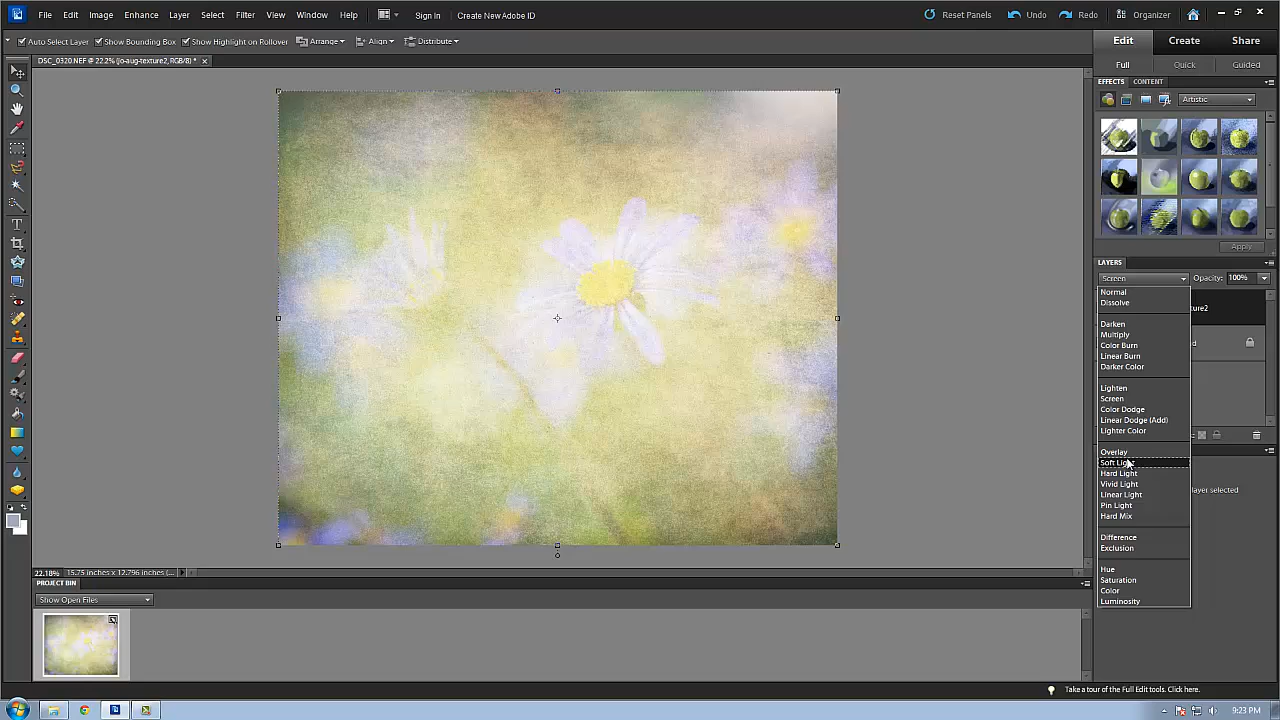 File Edit Image Enhance Layer Select Filter View Window Help Sign In Create New Adobe ID Reset Panels Undo Redo Organizer
Auto Select Layer Show Bounding Box Show Highlight on Rollover Arrange Align Distribute
Edit Create Share
DSC_0320.NEF @ 22.2% (jo-aug-texture2, RGB/8) *
Full Quick Guided
EFFECTS CONTENT
Artistic
Apply
LAYERS
Screen Opacity: 100%
Normal
Dissolve
Darken
Multiply
Color Burn
Linear Burn
Darker Color
Lighten
Screen
Color Dodge
Linear Dodge (Add)
Lighter Color
Overlay
Soft Light
Hard Light
Vivid Light
Linear Light
Pin Light
Hard Mix
Difference
Exclusion
Hue
Saturation
Color
Luminosity
layer selected
22.18% 15.75 inches x 12.796 inches (...
PROJECT BIN
Show Open Files
Take a tour of the Full Edit tools. Click here.
9:23 PM